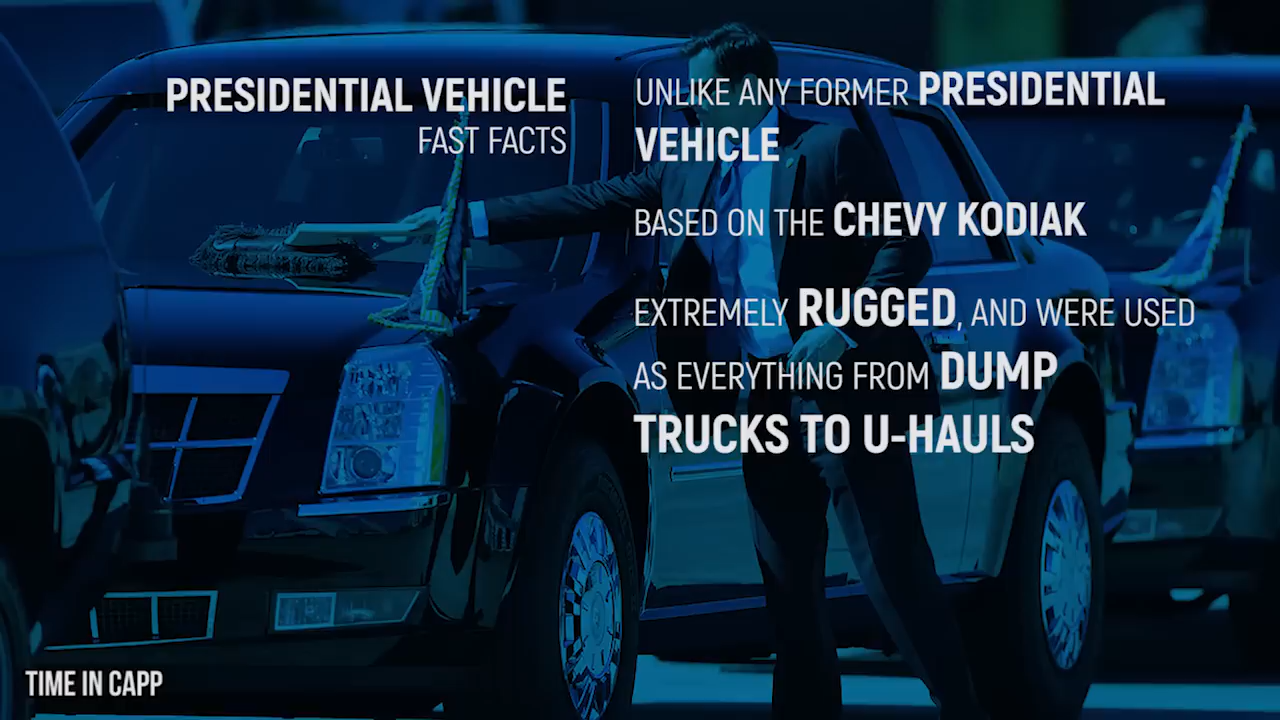 PRESIDENTIAL VEHICLE
FAST FACTS
UNLIKE ANY FORMER PRESIDENTIAL
VEHICLE
BASED ON THE CHEVY KODIAK
EXTREMELY RUGGED, AND WERE USED
AS EVERYTHING FROM DUMP
TRUCKS TO U-HAULS
TIME IN CAPP